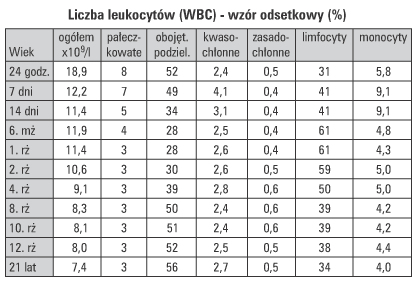 Liczba leukocytów (WBC) - wzór odsetkowy (%)
Wiek ogółem x10⁹/l pałecz- kowate obojęt. podziel. kwaso- chłonne zasado- chłonne limfocyty monocyty
24 godz. 18,9 8 52 2,4 0,5 31 5,8
7 dni 12,2 7 49 4,1 0,4 41 9,1
14 dni 11,4 5 34 3,1 0,4 41 9,1
6. mż 11,9 4 28 2,5 0,4 61 4,8
1. rż 11,4 3 28 2,6 0,4 61 4,3
2. rż 10,6 3 30 2,6 0,5 59 5,0
4. rż 9,1 3 39 2,8 0,6 50 5,0
8. rż 8,3 3 50 2,4 0,6 39 4,2
10. rż 8,1 3 51 2,4 0,6 39 4,2
12. rż 8,0 3 52 2,5 0,5 38 4,4
21 lat 7,4 3 56 2,7 0,5 34 4,0